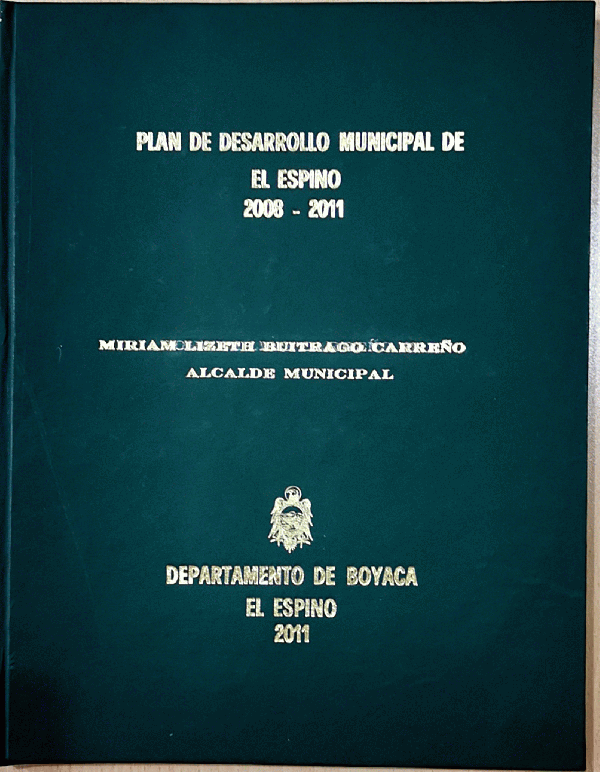 PLAN DE DESARROLLO MUNICIPAL DE
EL ESPINO
2008 - 2011
MIRIAM LIZETH BUITRAGO CARREÑO
ALCALDE MUNICIPAL
DEPARTAMENTO DE BOYACA
EL ESPINO
2011